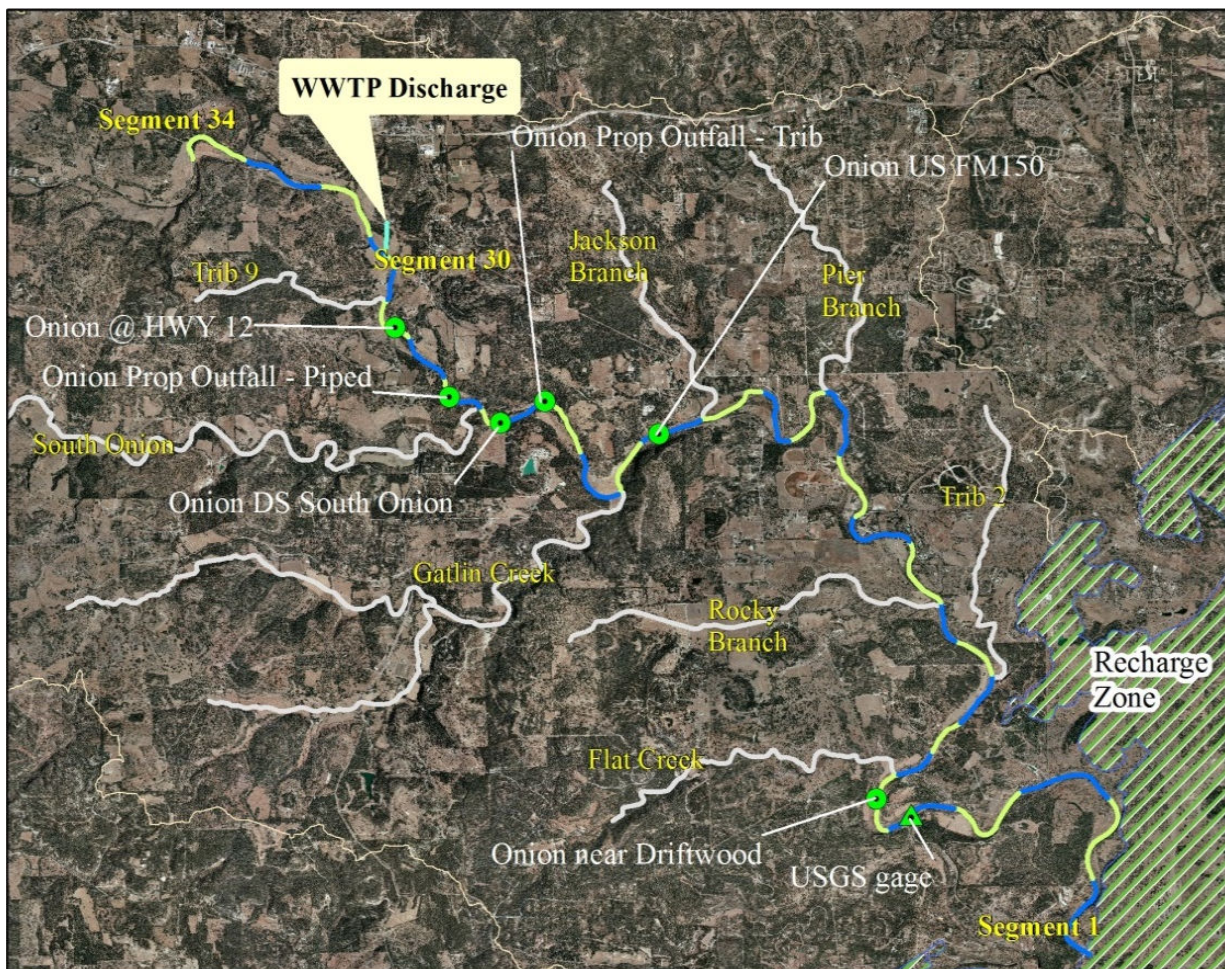 WWTP Discharge
Segment 34
Onion Prop Outfall - Trib
Onion US FM150
Jackson
Branch
Segment 30
Pier
Branch
Trib 9
Onion @ HWY 12
Onion Prop Outfall - Piped
South Onion
Onion DS South Onion
Trib 2
Gatlin Creek
Rocky
Branch
Recharge
Zone
Flat Creek
Onion near Driftwood
USGS gage
Segment 1